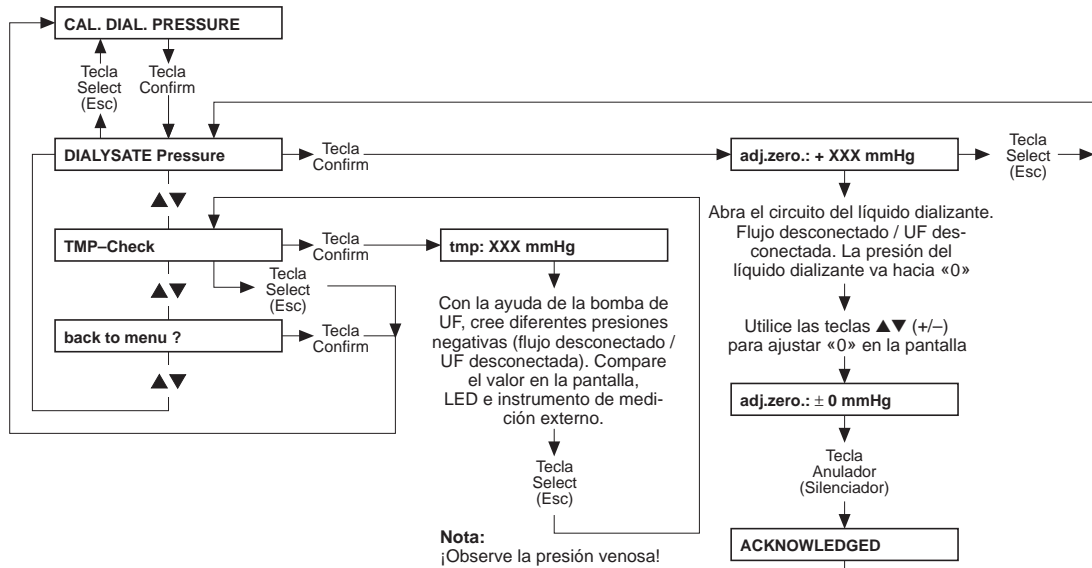 CAL. DIAL. PRESSURE
Tecla
Select
(Esc)
Tecla
Confirm
DIALYSATE Pressure
Tecla
Confirm
adj.zero.: + XXX mmHg
Tecla
Select
(Esc)
▲▼
Abra el circuito del líquido dializante.
Flujo desconectado / UF des-
conectada. La presión del
líquido dializante va hacia «0»
TMP–Check
Tecla
Confirm
tmp: XXX mmHg
Tecla
Select
(Esc)
▲▼
Con la ayuda de la bomba de
UF, cree diferentes presiones
negativas (flujo desconectado /
UF desconectada). Compare
el valor en la pantalla,
LED e instrumento de medi-
ción externo.
Utilice las teclas ▲▼ (+/–)
para ajustar «0» en la pantalla
back to menu ?
Tecla
Confirm
▲▼
adj.zero.: ± 0 mmHg
Tecla
Select
(Esc)
Tecla
Anulador
(Silenciador)
Nota:
¡Observe la presión venosa!
ACKNOWLEDGED